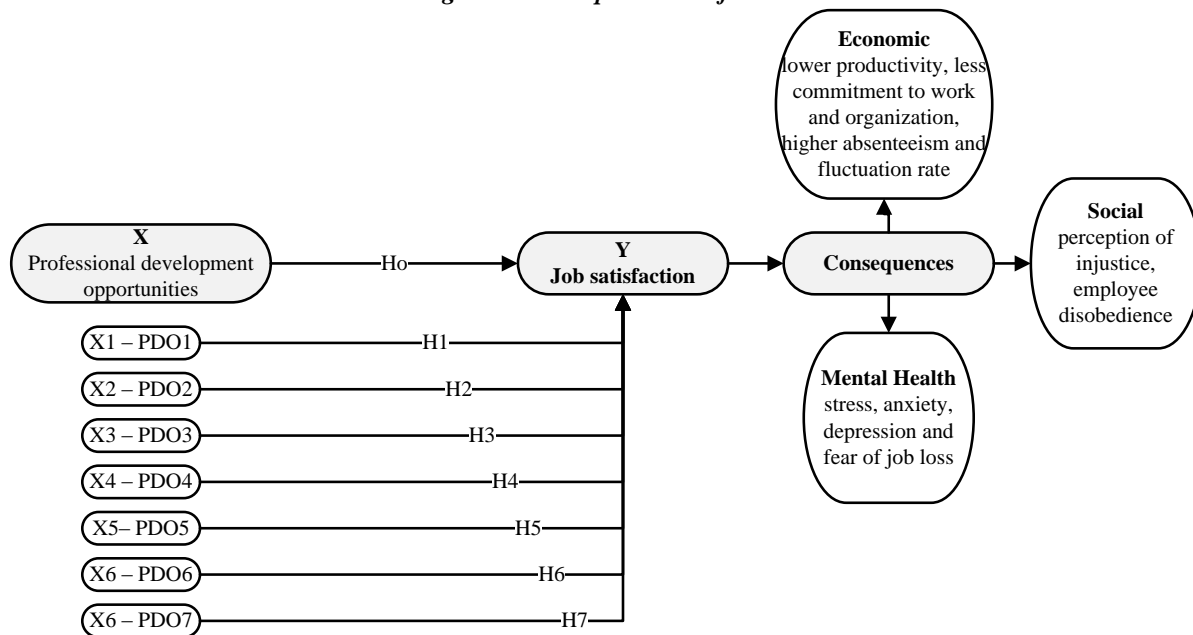 Economic
lower productivity, less
commitment to work
and organization,
higher absenteeism and
fluctuation rate
X
Professional development
opportunities
Ho
Y
Job satisfaction
Consequences
Social
perception of
injustice,
employee
disobedience
X1 – PDO1
H1
X2 – PDO2
H2
X3 – PDO3
H3
X4 – PDO4
H4
X5– PDO5
H5
X6 – PDO6
H6
X6 – PDO7
H7
Mental Health
stress, anxiety,
depression and
fear of job loss